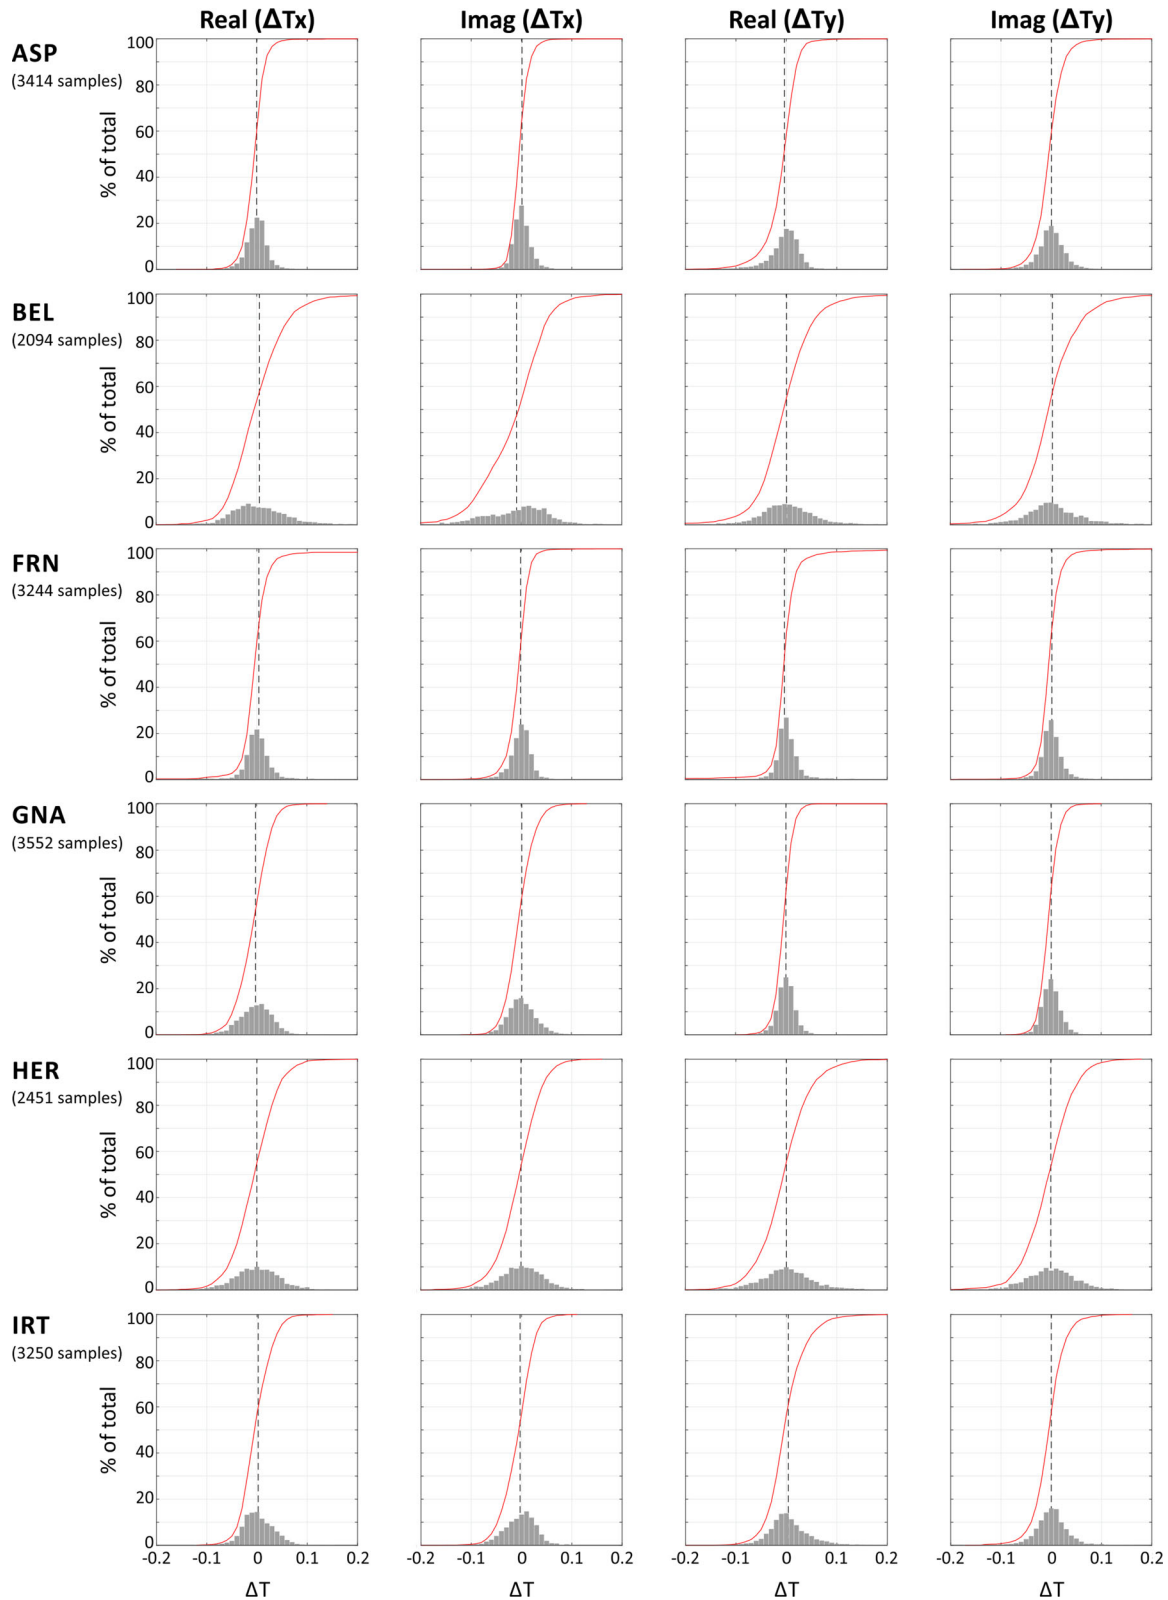 Real (ΔTx) Imag (ΔTx) Real (ΔTy) Imag (ΔTy)
ASP
(3414 samples)
% of total
100
80
60
40
20
0
BEL
(2094 samples)
% of total
100
80
60
40
20
0
FRN
(3244 samples)
% of total
100
80
60
40
20
0
GNA
(3552 samples)
% of total
100
80
60
40
20
0
HER
(2451 samples)
% of total
100
80
60
40
20
0
IRT
(3250 samples)
% of total
100
80
60
40
20
0
-0.2 -0.1 0 0.1 0.2 -0.2 -0.1 0 0.1 0.2 -0.2 -0.1 0 0.1 0.2 -0.2 -0.1 0 0.1 0.2
ΔT ΔT ΔT ΔT